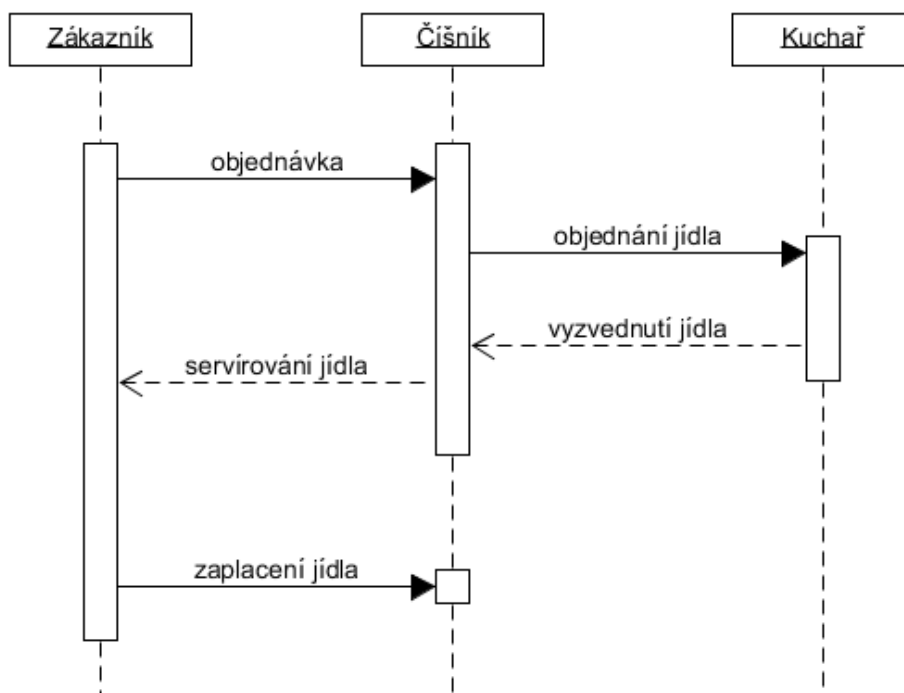 Zákazník
Číšník
Kuchař
objednávka
objednání jídla
vyzvednutí jídla
servírování jídla
zaplacení jídla